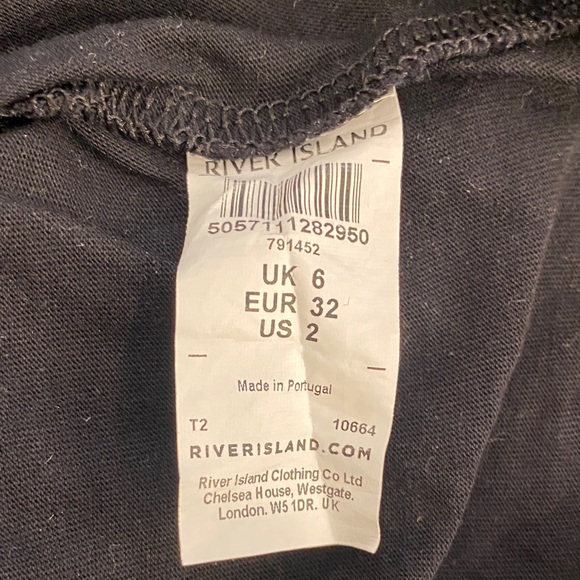 RIVER ISLAND
5057111282950
791452
UK 6
EUR 32
US 2
Made in Portugal
T2 10664
RIVERISLAND.COM
River Island Clothing Co Ltd
Chelsea House, Westgate.
London. W5 1DR. UK